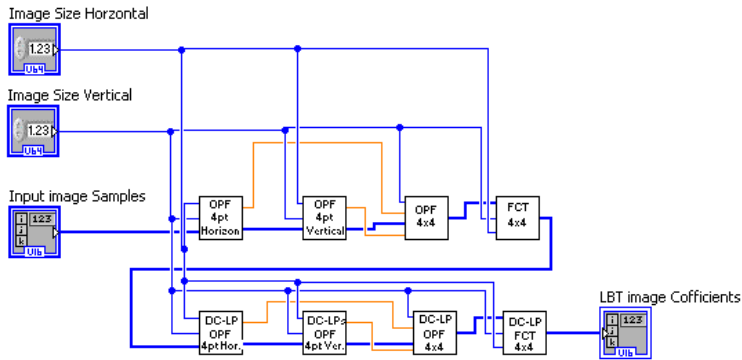 Image Size Horzontal
1.23
U64
Image Size Vertical
1.23
U64
Input image Samples
i
j
k
123
U16
OPF
4pt
Horizon
OPF
4pt
Vertical
OPF
4x4
FCT
4x4
DC-LP
OPF
4pt Hor.
DC-LPs
OPF
4pt Ver.
DC-LP
OPF
4x4
DC-LP
FCT
4x4
LBT image Cofficients
i
j
k
123
U16